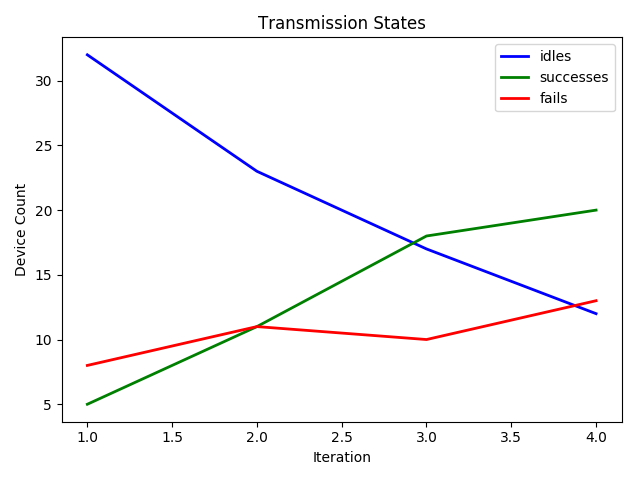 Transmission States
idles
successes
fails
Device Count
30
25
20
15
10
5
1.0 1.5 2.0 2.5 3.0 3.5 4.0
Iteration